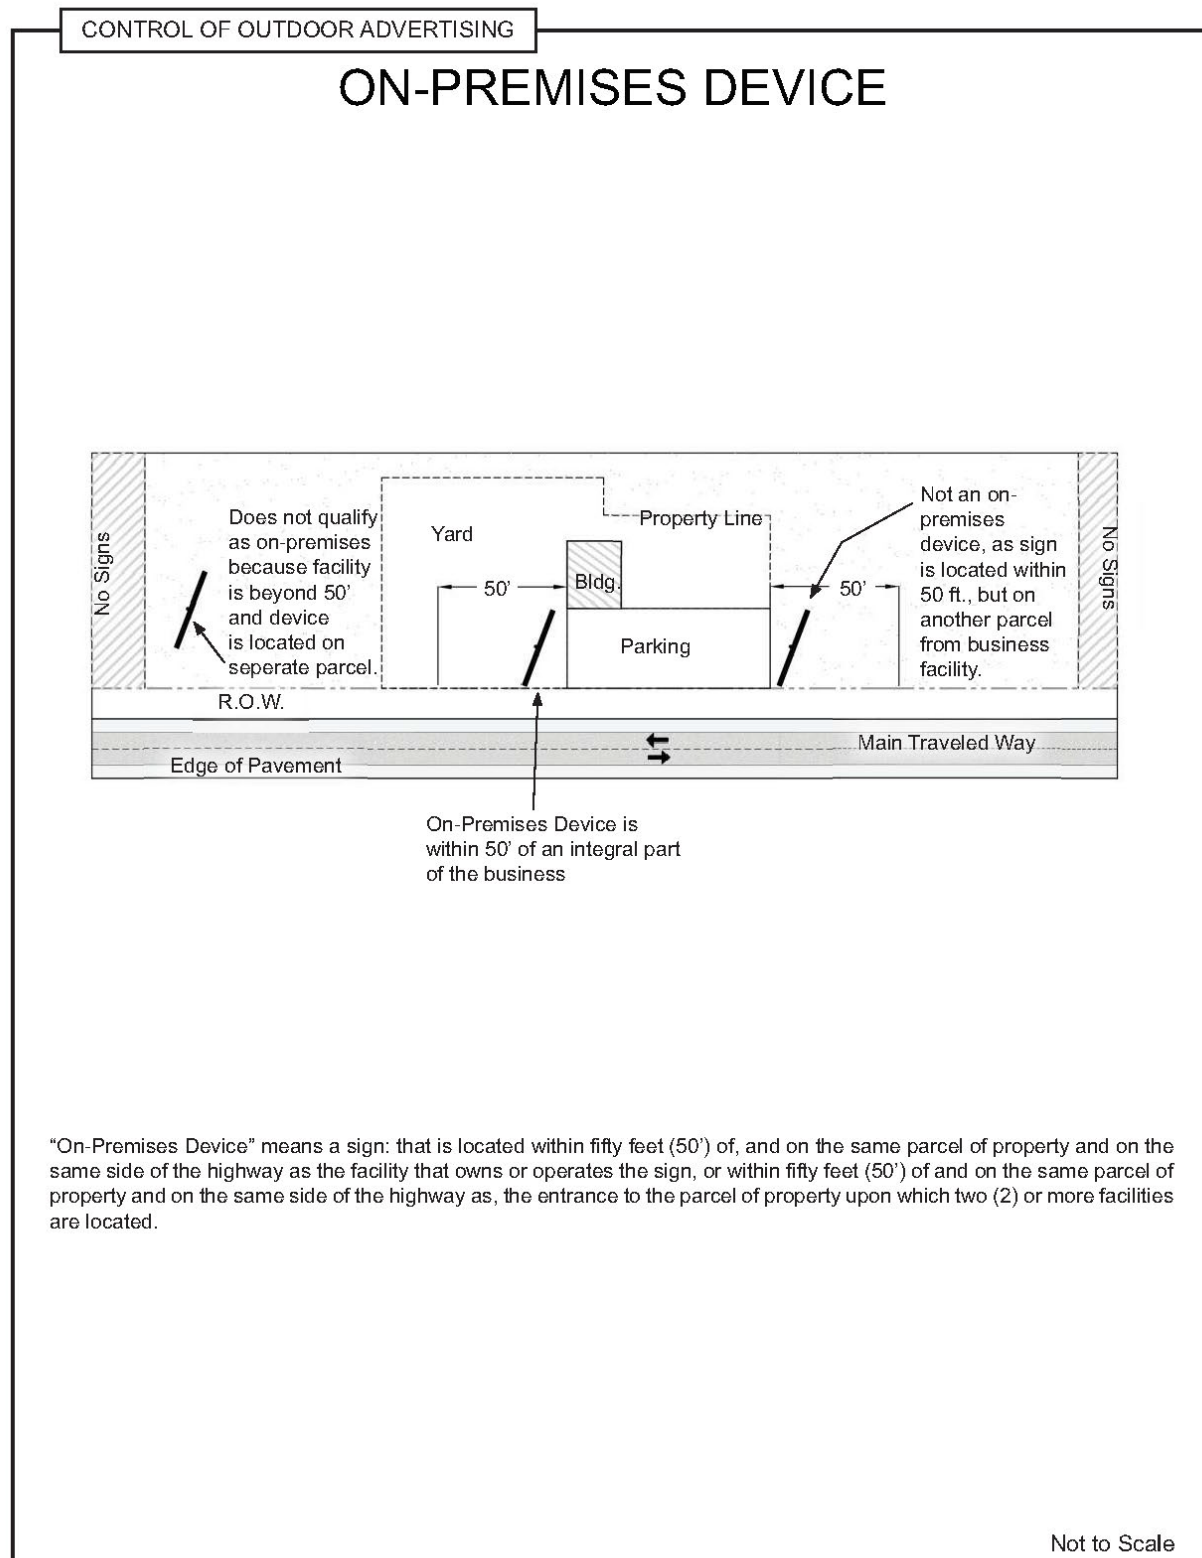 CONTROL OF OUTDOOR ADVERTISING
ON-PREMISES DEVICE
No Signs
Does not qualify
as on-premises
because facility
is beyond 50'
and device
is located on
seperate parcel.
Yard
50'
Bldg.
Property Line
Parking
50'
Not an on-
premises
device, as sign
is located within
50 ft., but on
another parcel
from business
facility.
No Signs
R.O.W.
Main Traveled Way
Edge of Pavement
On-Premises Device is
within 50' of an integral part
of the business
“On-Premises Device” means a sign: that is located within fifty feet (50’) of, and on the same parcel of property and on the
same side of the highway as the facility that owns or operates the sign, or within fifty feet (50’) of and on the same parcel of
property and on the same side of the highway as, the entrance to the parcel of property upon which two (2) or more facilities
are located.
Not to Scale